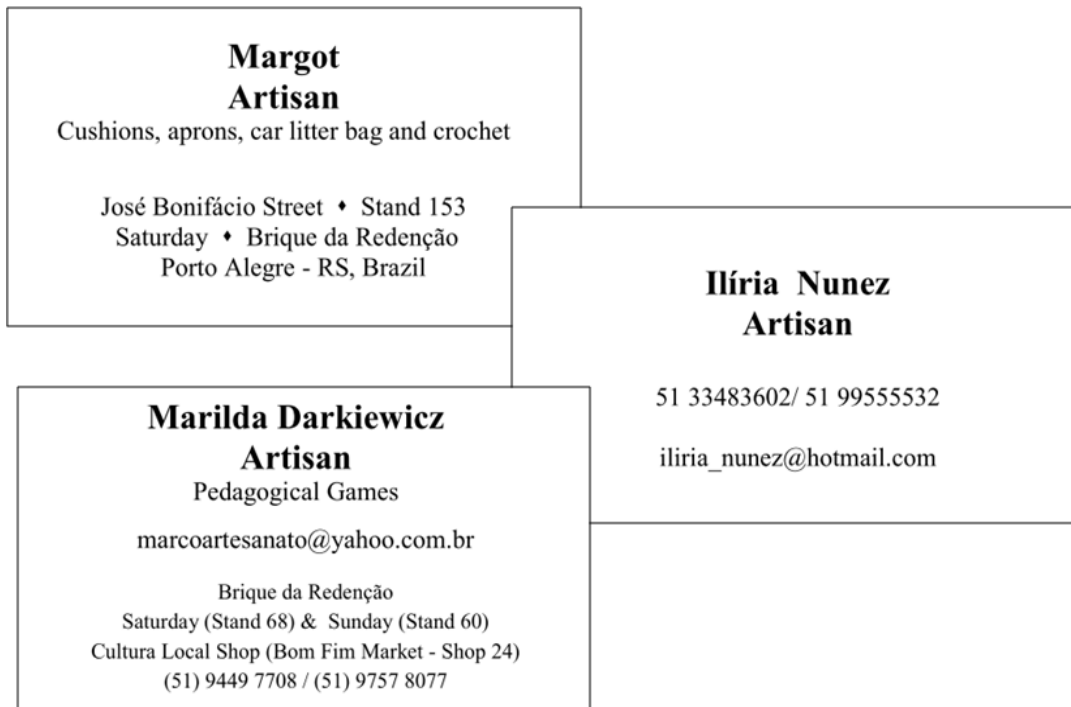 Margot
Artisan
Cushions, aprons, car litter bag and crochet
José Bonifácio Street ♦ Stand 153
Saturday ♦ Brique da Redenção
Porto Alegre - RS, Brazil
Ilíria Nunez
Artisan
51 33483602/ 51 99555532
iliria_nunez@hotmail.com
Marilda Darkiewicz
Artisan
Pedagogical Games
marcoartesanato@yahoo.com.br
Brique da Redenção
Saturday (Stand 68) & Sunday (Stand 60)
Cultura Local Shop (Bom Fim Market - Shop 24)
(51) 9449 7708 / (51) 9757 8077